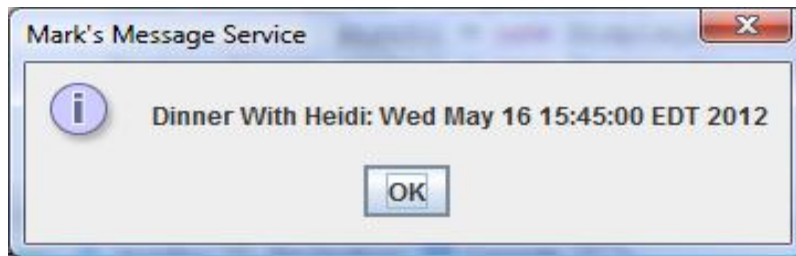 Mark's Message Service
Dinner With Heidi: Wed May 16 15:45:00 EDT 2012
OK